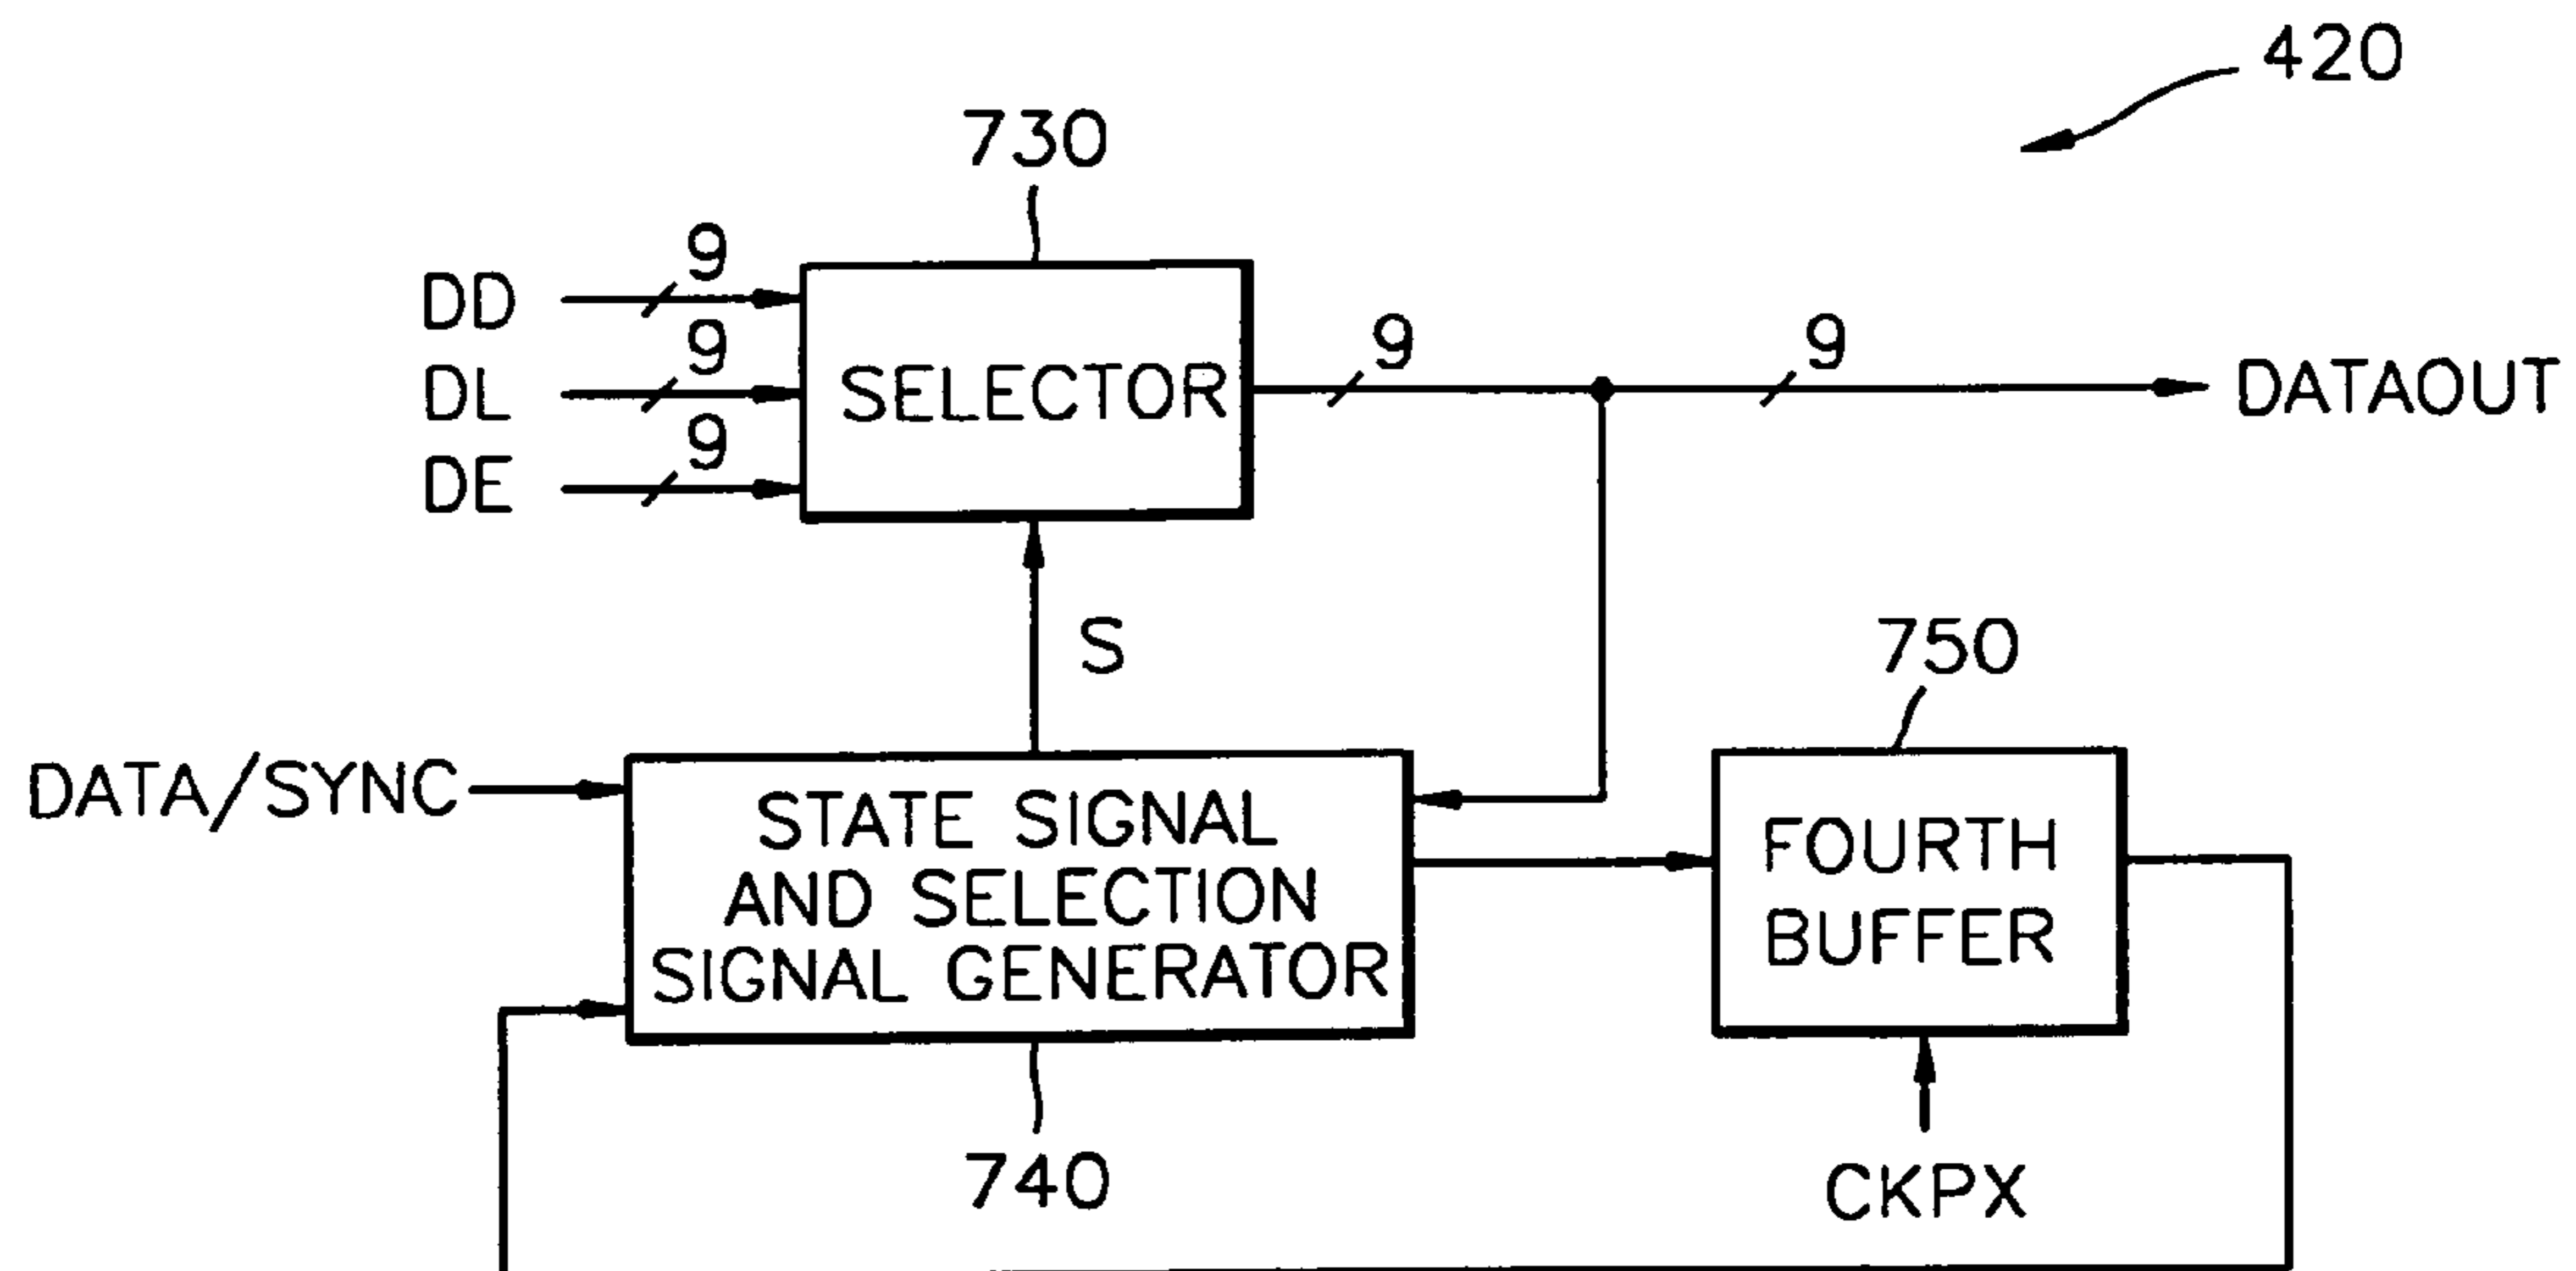 420
730
DD 9
DL 9
DE 9
SELECTOR
9
9
DATAOUT
S
750
DATA/SYNC
STATE SIGNAL
AND SELECTION
SIGNAL GENERATOR
FOURTH
BUFFER
740
CKPX